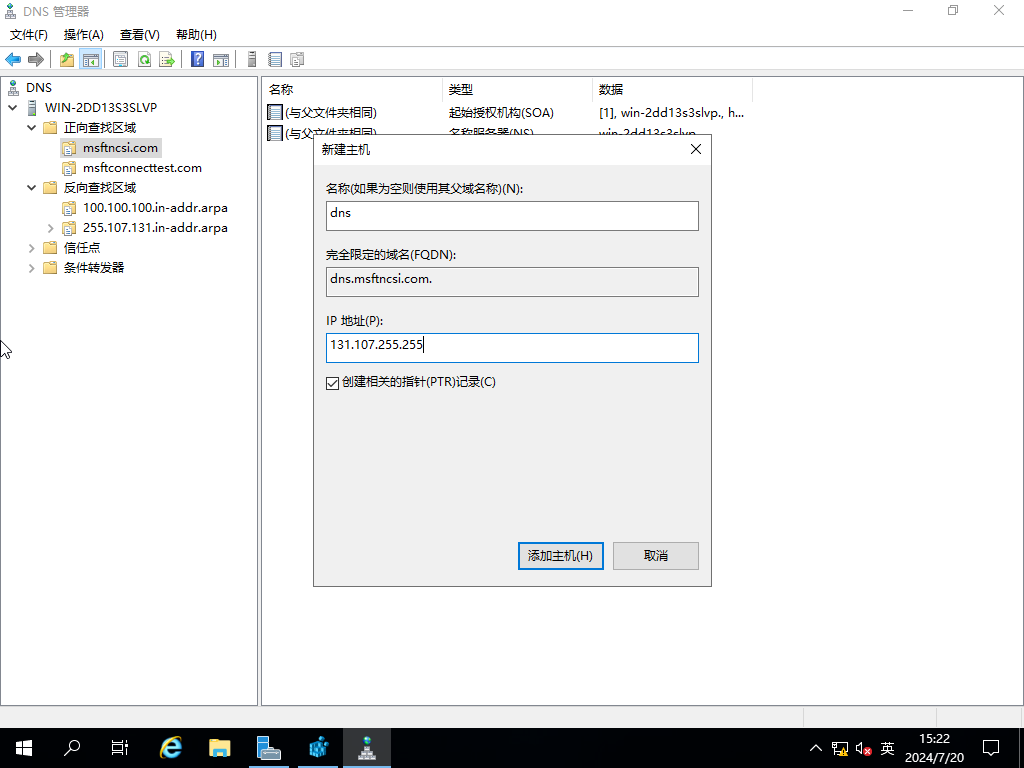 DNS 管理器
文件(F) 操作(A) 查看(V) 帮助(H)
DNS
WIN-2DD13S3SLVP
正向查找区域
msftncsi.com
msftconnecttest.com
反向查找区域
100.100.100.in-addr.arpa
255.107.131.in-addr.arpa
信任点
条件转发器
名称 类型 数据
(与父文件夹相同) 起始授权机构(SOA) [1], win-2dd13s3slvp., h...
(与父文件夹相同) 名称服务器(NS) win-2dd13s3slvp.
新建主机
名称(如果为空则使用其父域名称)(N):
dns
完全限定的域名(FQDN):
dns.msftncsi.com.
IP 地址(P):
131.107.255.255
创建相关的指针(PTR)记录(C)
添加主机(H) 取消
英
15:22
2024/7/20